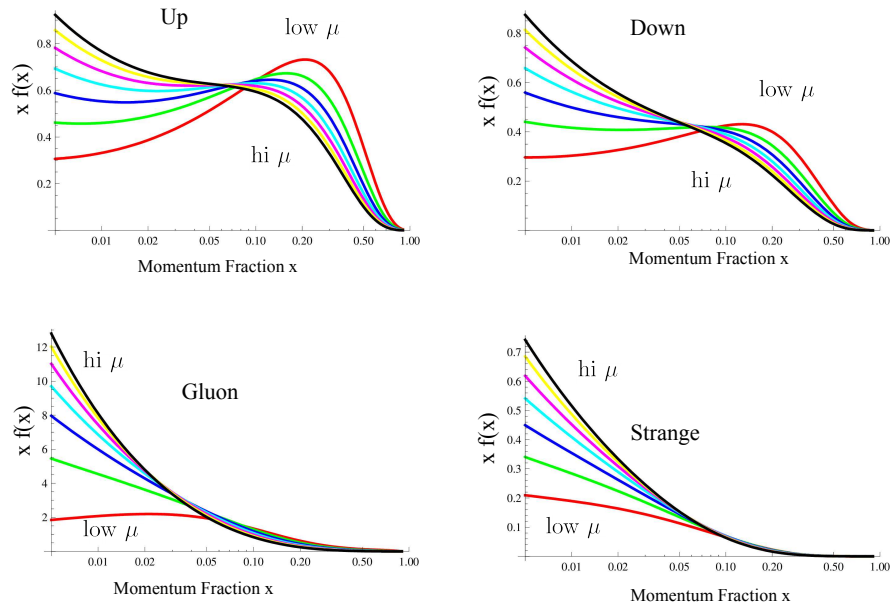 Up
low μ
hi μ
x f(x)
0.8
0.6
0.4
0.2
0.01 0.02 0.05 0.10 0.20 0.50 1.00
Momentum Fraction x
Down
low μ
hi μ
x f(x)
0.8
0.6
0.4
0.2
0.01 0.02 0.05 0.10 0.20 0.50 1.00
Momentum Fraction x
Gluon
hi μ
low μ
x f(x)
12
10
8
6
4
2
0.01 0.02 0.05 0.10 0.20 0.50 1.00
Momentum Fraction x
Strange
hi μ
low μ
x f(x)
0.7
0.6
0.5
0.4
0.3
0.2
0.1
0.01 0.02 0.05 0.10 0.20 0.50 1.00
Momentum Fraction x